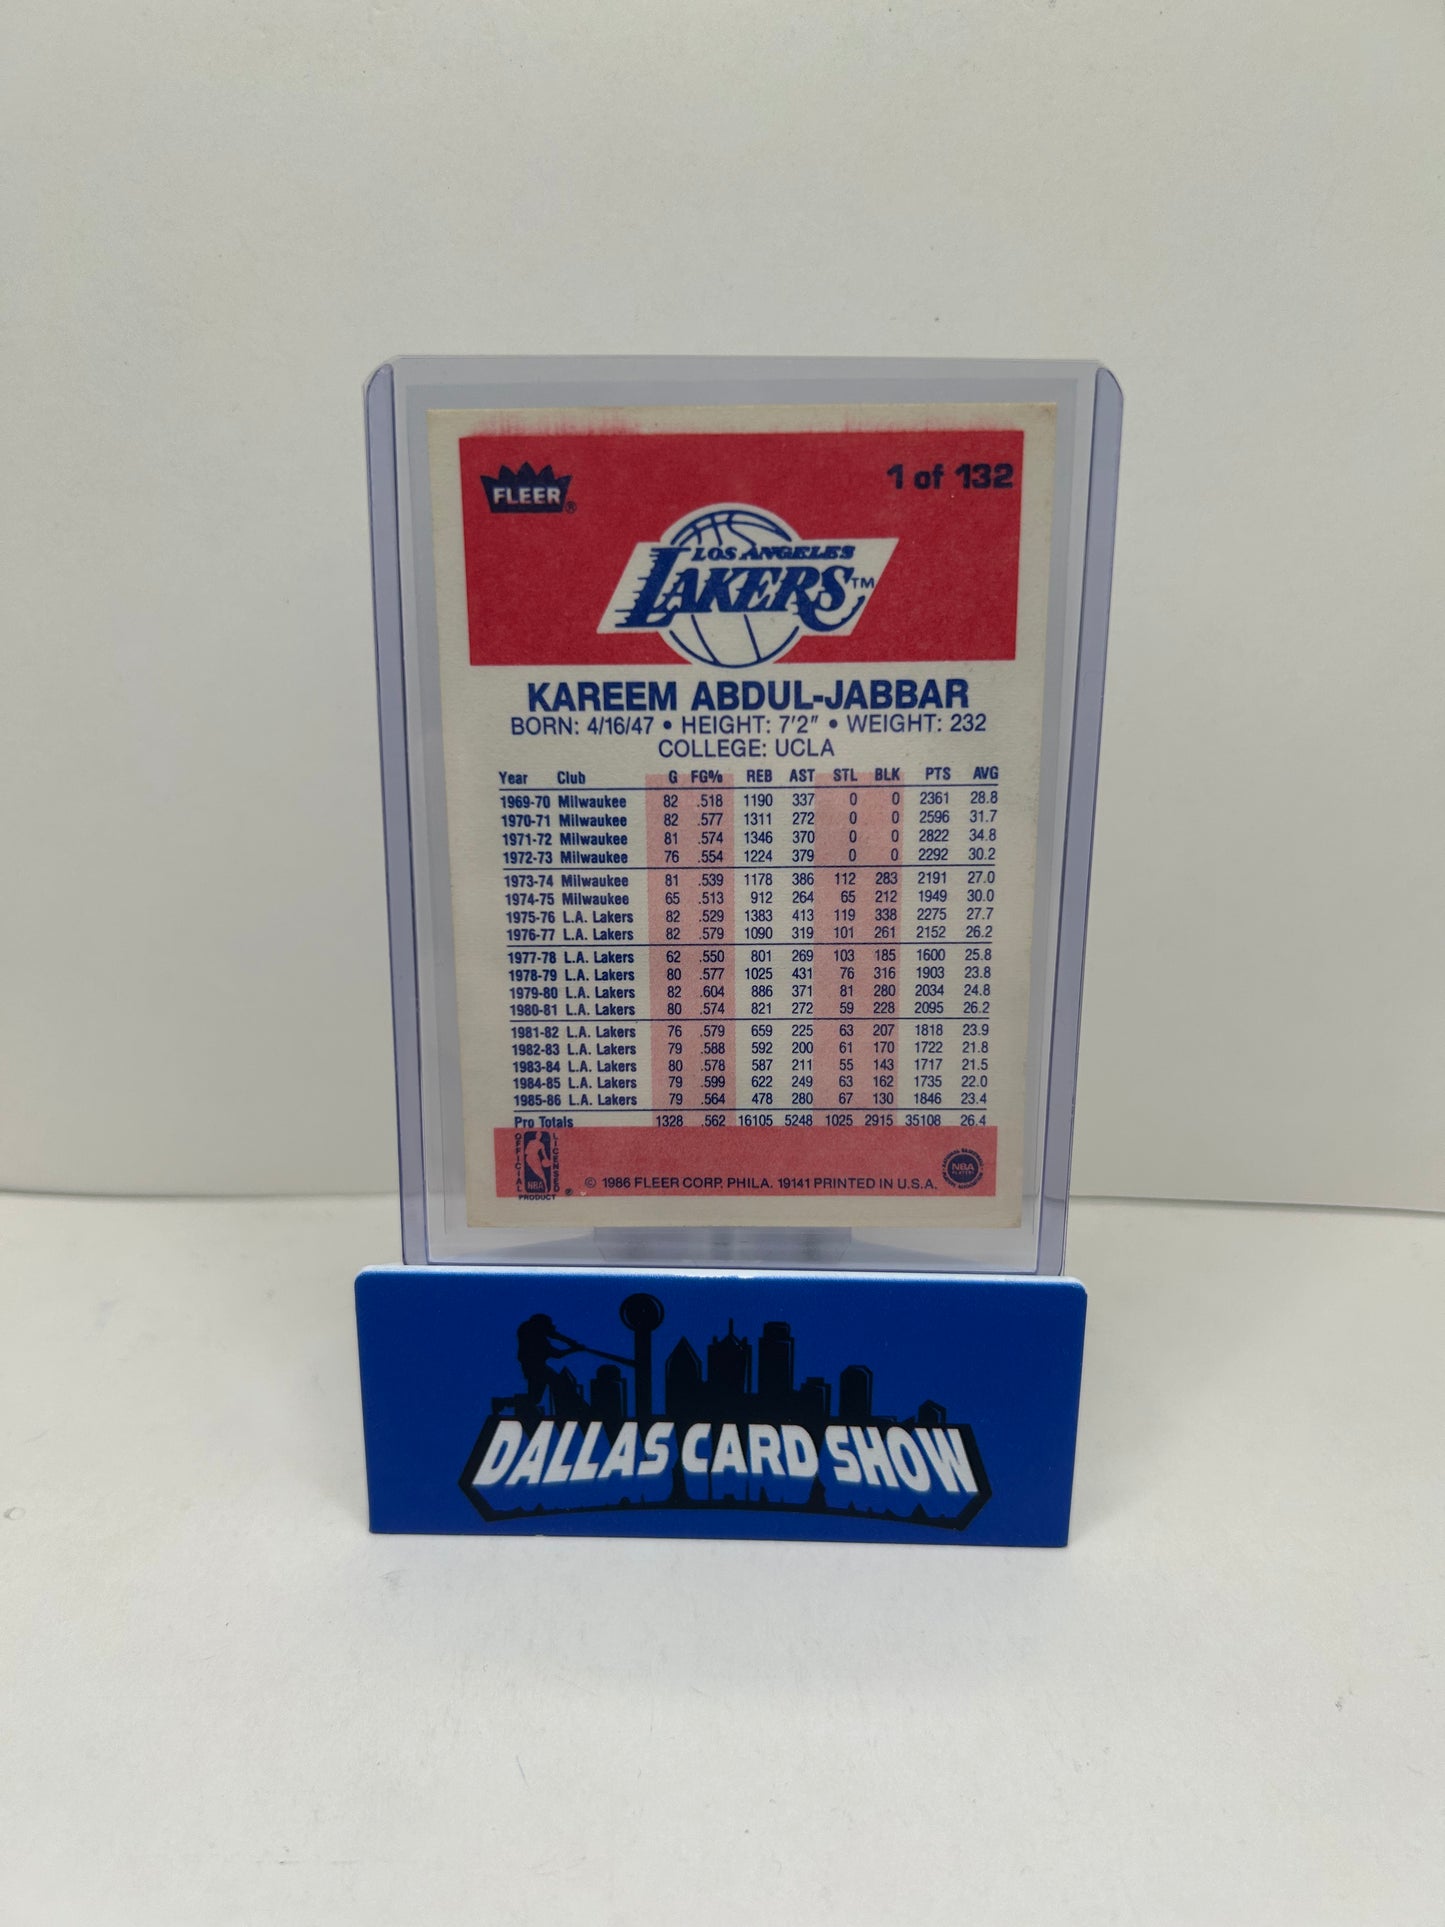 FLEER®
1 of 132
LOS ANGELES
LAKERS™
KAREEM ABDUL-JABBAR
BORN: 4/16/47 • HEIGHT: 7'2" • WEIGHT: 232
COLLEGE: UCLA
Year Club G FG% REB AST STL BLK PTS AVG
1969-70 Milwaukee 82 .518 1190 337 0 0 2361 28.8
1970-71 Milwaukee 82 .577 1311 272 0 0 2596 31.7
1971-72 Milwaukee 81 .574 1346 370 0 0 2822 34.8
1972-73 Milwaukee 76 .554 1224 379 0 0 2292 30.2
1973-74 Milwaukee 81 .539 1178 386 112 283 2191 27.0
1974-75 Milwaukee 65 .513 912 264 65 212 1949 30.0
1975-76 L.A. Lakers 82 .529 1383 413 119 338 2275 27.7
1976-77 L.A. Lakers 82 .579 1090 319 101 261 2152 26.2
1977-78 L.A. Lakers 62 .550 801 269 103 185 1600 25.8
1978-79 L.A. Lakers 80 .577 1025 431 76 316 1903 23.8
1979-80 L.A. Lakers 82 .604 886 371 81 280 2034 24.8
1980-81 L.A. Lakers 80 .574 821 272 59 228 2095 26.2
1981-82 L.A. Lakers 76 .579 659 225 63 207 1818 23.9
1982-83 L.A. Lakers 79 .588 592 200 61 170 1722 21.8
1983-84 L.A. Lakers 80 .578 587 211 55 143 1717 21.5
1984-85 L.A. Lakers 79 .599 622 249 63 162 1735 22.0
1985-86 L.A. Lakers 79 .564 478 280 67 130 1846 23.4
Pro Totals 1328 .562 16105 5248 1025 2915 35108 26.4
OFFICIAL
LICENSED
NBA
PRODUCT ®
© 1986 FLEER CORP. PHILA. 19141 PRINTED IN U.S.A.
NBA
PLAYERS
DALLAS CARD SHOW